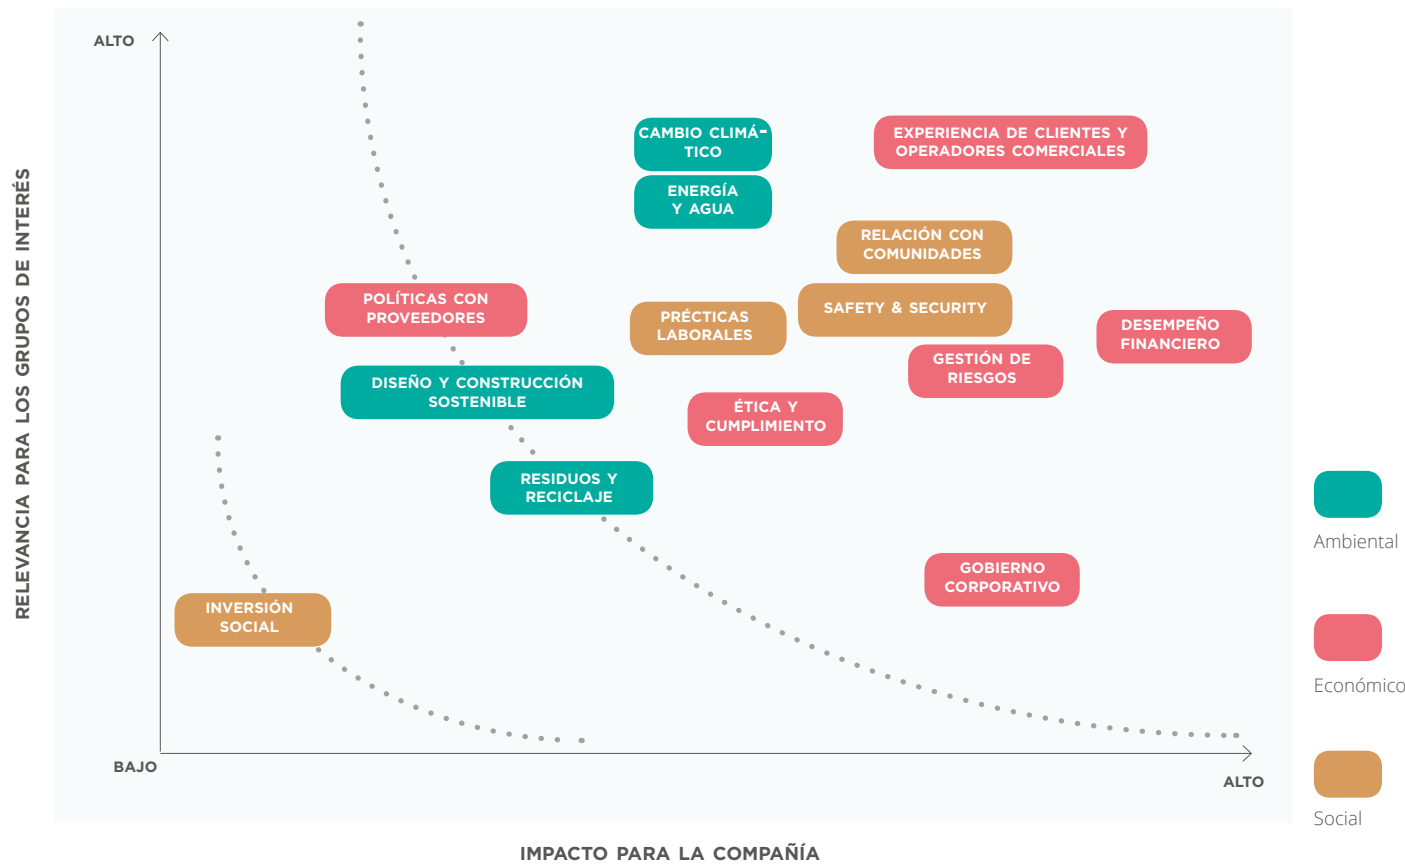 ALTO
RELEVANCIA PARA LOS GRUPOS DE INTERÉS
CAMBIO CLIMÁ-
TICO
EXPERIENCIA DE CLIENTES Y
OPERADORES COMERCIALES
ENERGÍA
Y AGUA
RELACIÓN CON
COMUNIDADES
POLÍTICAS CON
PROVEEDORES
PRÉCTICAS
LABORALES
SAFETY & SECURITY
DESEMPEÑO
FINANCIERO
GESTIÓN DE
RIESGOS
DISEÑO Y CONSTRUCCIÓN
SOSTENIBLE
ÉTICA Y
CUMPLIMIENTO
RESIDUOS Y
RECICLAJE
GOBIERNO
CORPORATIVO
INVERSIÓN
SOCIAL
BAJO
ALTO
IMPACTO PARA LA COMPAÑÍA
Ambiental
Económico
Social